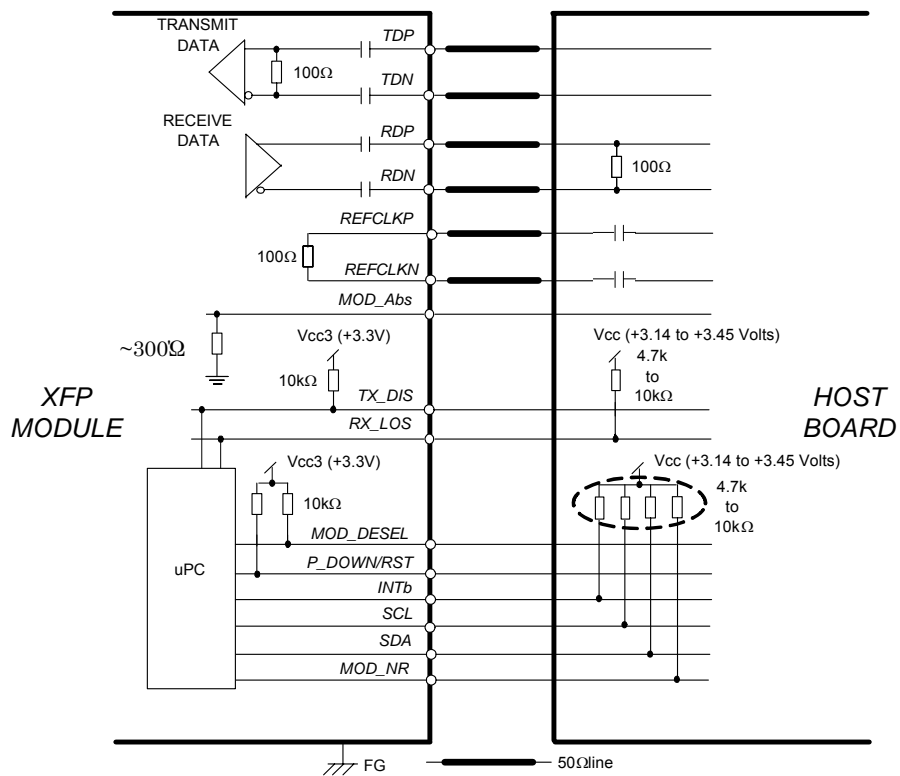 TRANSMIT
DATA
TDP
100Ω
TDN
RECEIVE
DATA
RDP
100Ω
RDN
REFCLKP
100Ω
REFCLKN
MOD_Abs
~300Ω
Vcc3 (+3.3V)
10kΩ
Vcc (+3.14 to +3.45 Volts)
4.7k
to
10kΩ
TX_DIS
RX_LOS
XFP
MODULE
HOST
BOARD
Vcc3 (+3.3V)
10kΩ
Vcc (+3.14 to +3.45 Volts)
4.7k
to
10kΩ
MOD_DESEL
P_DOWN/RST
uPC
INTb
SCL
SDA
MOD_NR
FG
50Ωline